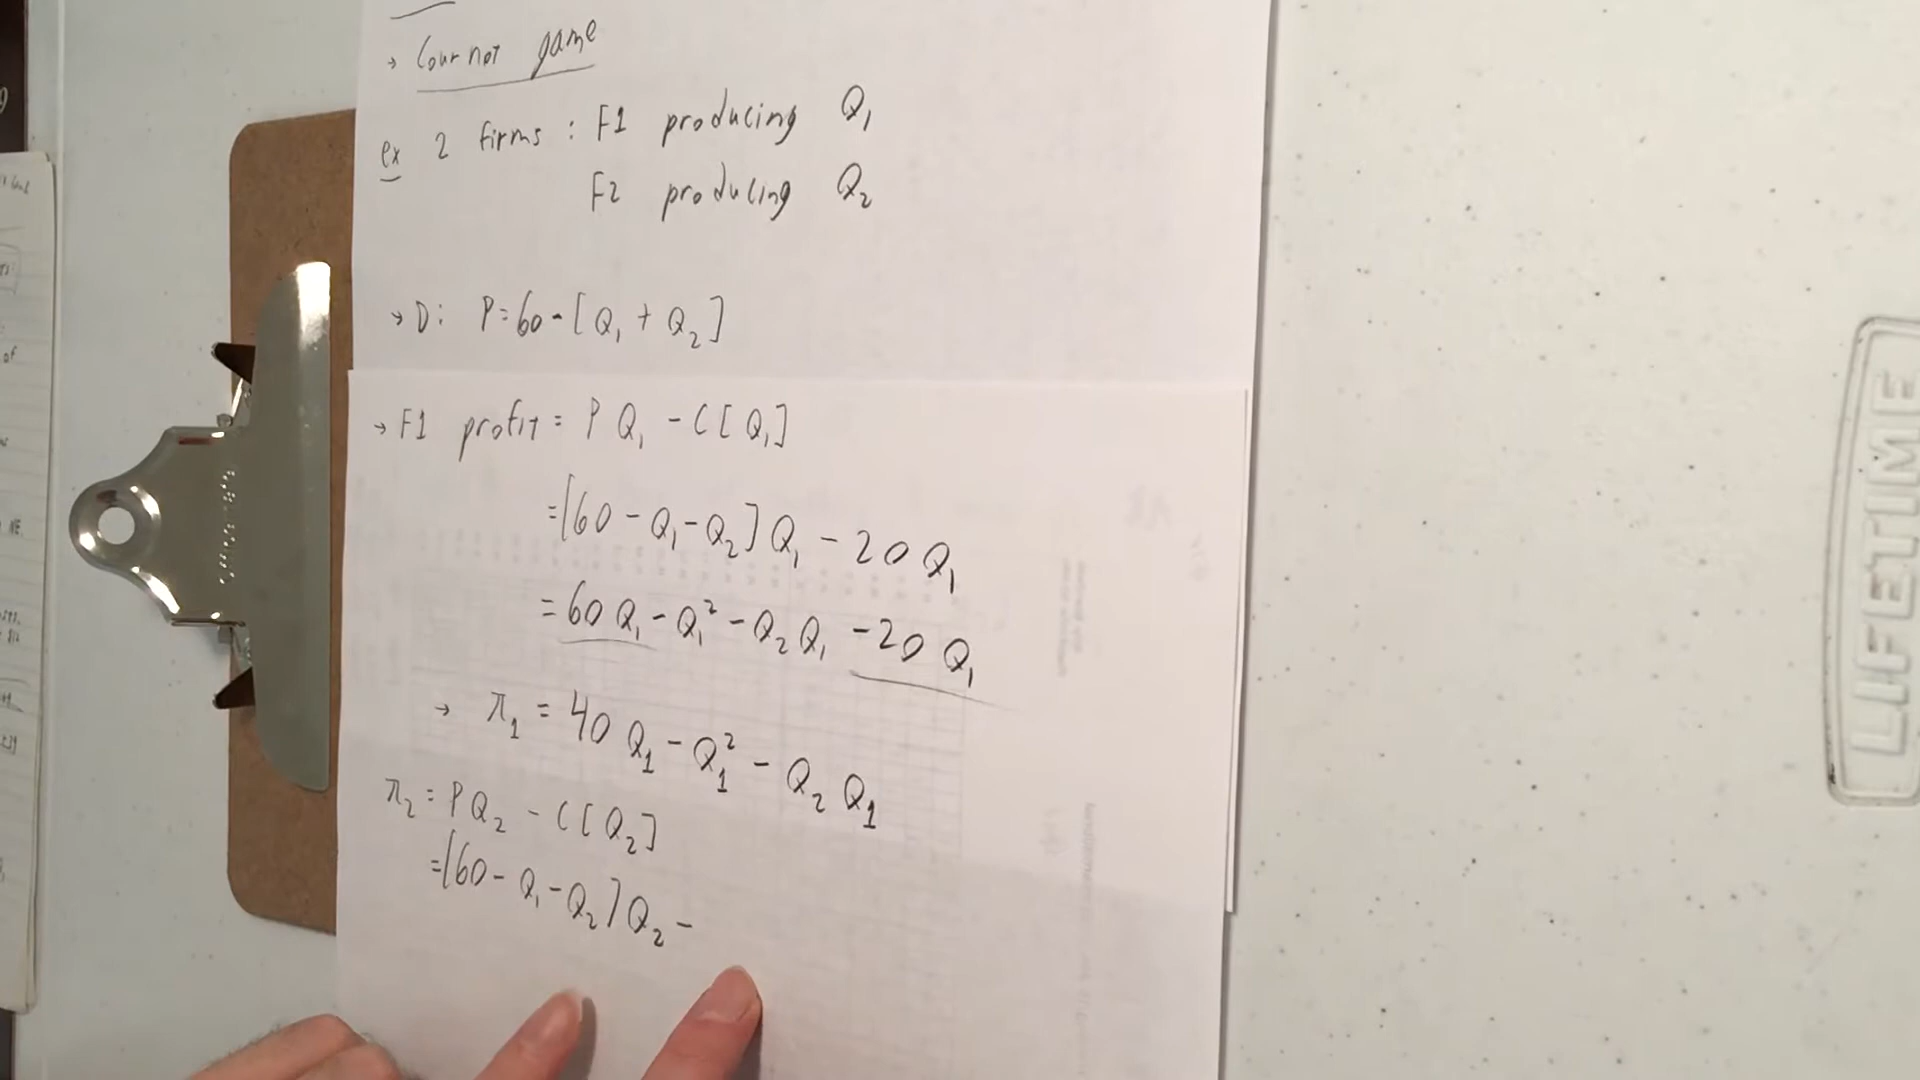 → Cournot game
ex 2 firms : F1 producing Q₁
F2 producing Q₂
→ D: P=60-[Q₁ + Q₂]
→ F1 profit = P Q₁ - C[Q₁]
=[60 - Q₁ - Q₂]Q₁ - 20 Q₁
= 60 Q₁ - Q₁² - Q₂ Q₁ - 20 Q₁
→ π₁ = 40 Q₁ - Q₁² - Q₂ Q₁
π₂ = P Q₂ - C[Q₂]
=[60 - Q₁ - Q₂]Q₂ -
LIFETIME